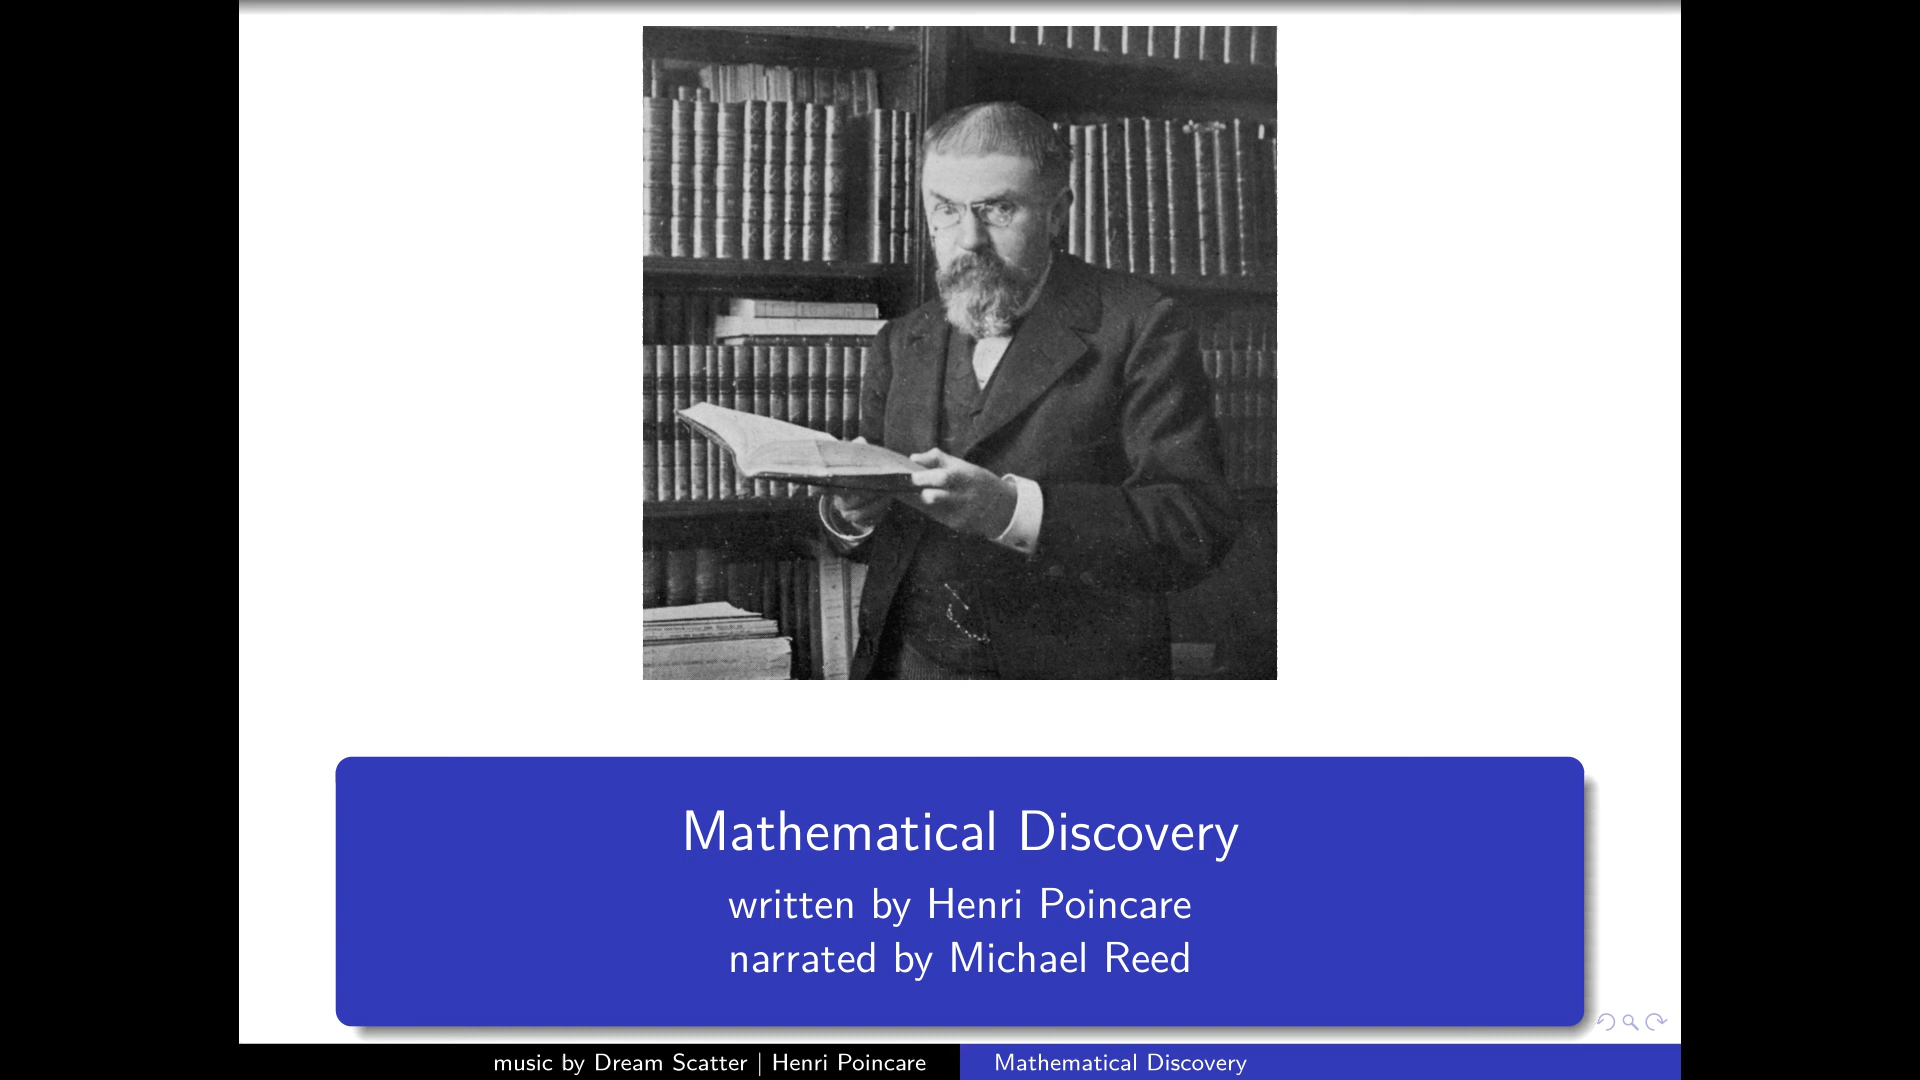 Mathematical Discovery
written by Henri Poincare
narrated by Michael Reed
music by Dream Scatter | Henri Poincare
Mathematical Discovery